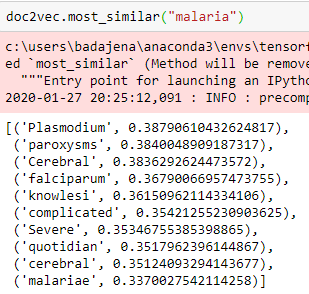 doc2vec.most_similar("malaria")
c:\users\badajena\anaconda3\envs\tensorf
ed `most_similar` (Method will be remove
"""Entry point for launching an IPytho
2020-01-27 20:25:12,091 : INFO : precomp
[('Plasmodium', 0.38790610432624817),
('paroxysms', 0.3840048909187317),
('Cerebral', 0.3836292624473572),
('falciparum', 0.36790066957473755),
('knowlesi', 0.36150962114334106),
('complicated', 0.35421255230903625),
('Severe', 0.35346755385398865),
('quotidian', 0.3517962396144867),
('cerebral', 0.35124093294143677),
('malariae', 0.3370027542114258)]